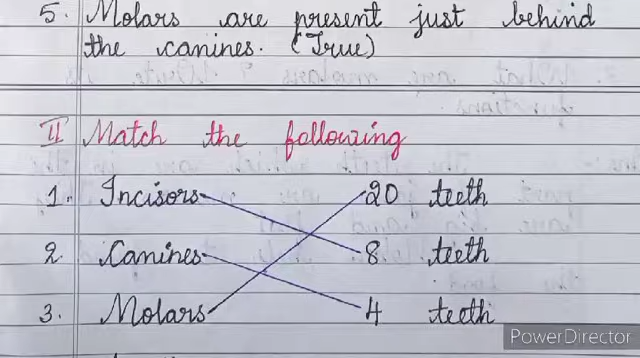 5. Molars are present just behind
the canines. (True)
II Match the following
1. Incisors 20 teeth
2. Canines 8 teeth
3. Molars 4 teeth
PowerDirector